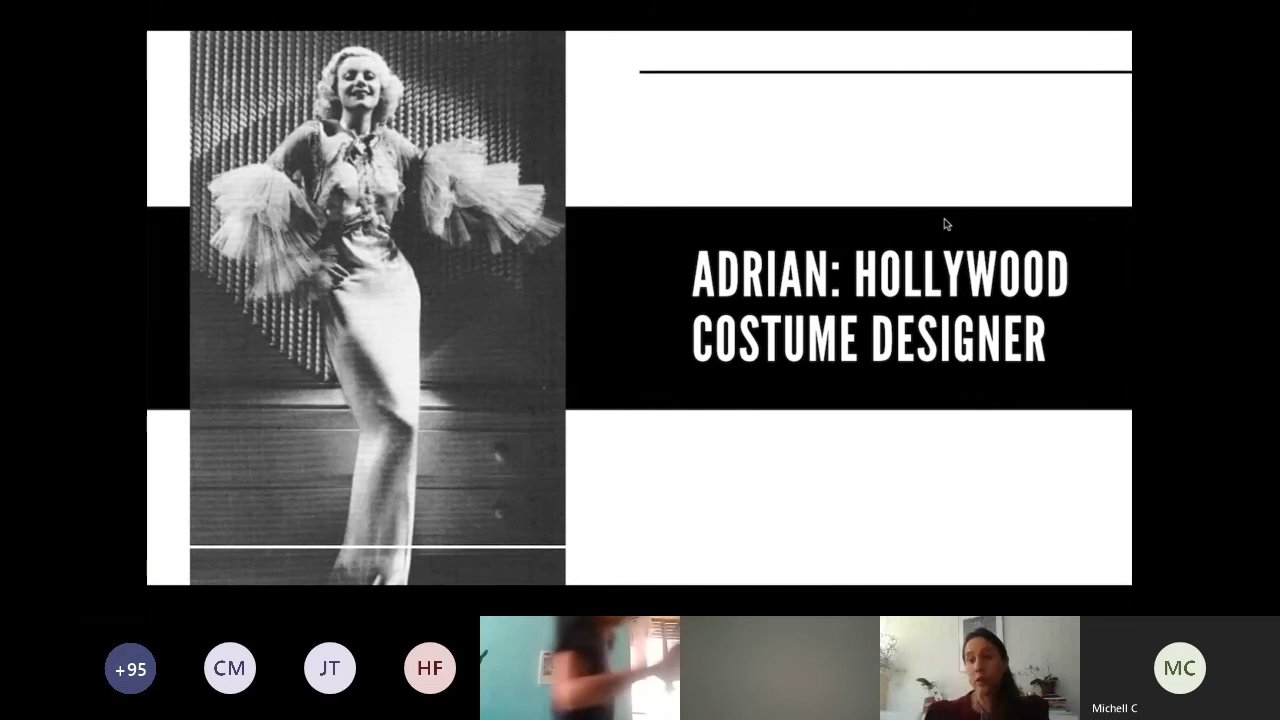 ADRIAN: HOLLYWOOD
COSTUME DESIGNER
+95
CM
JT
HF
MC
Michell C